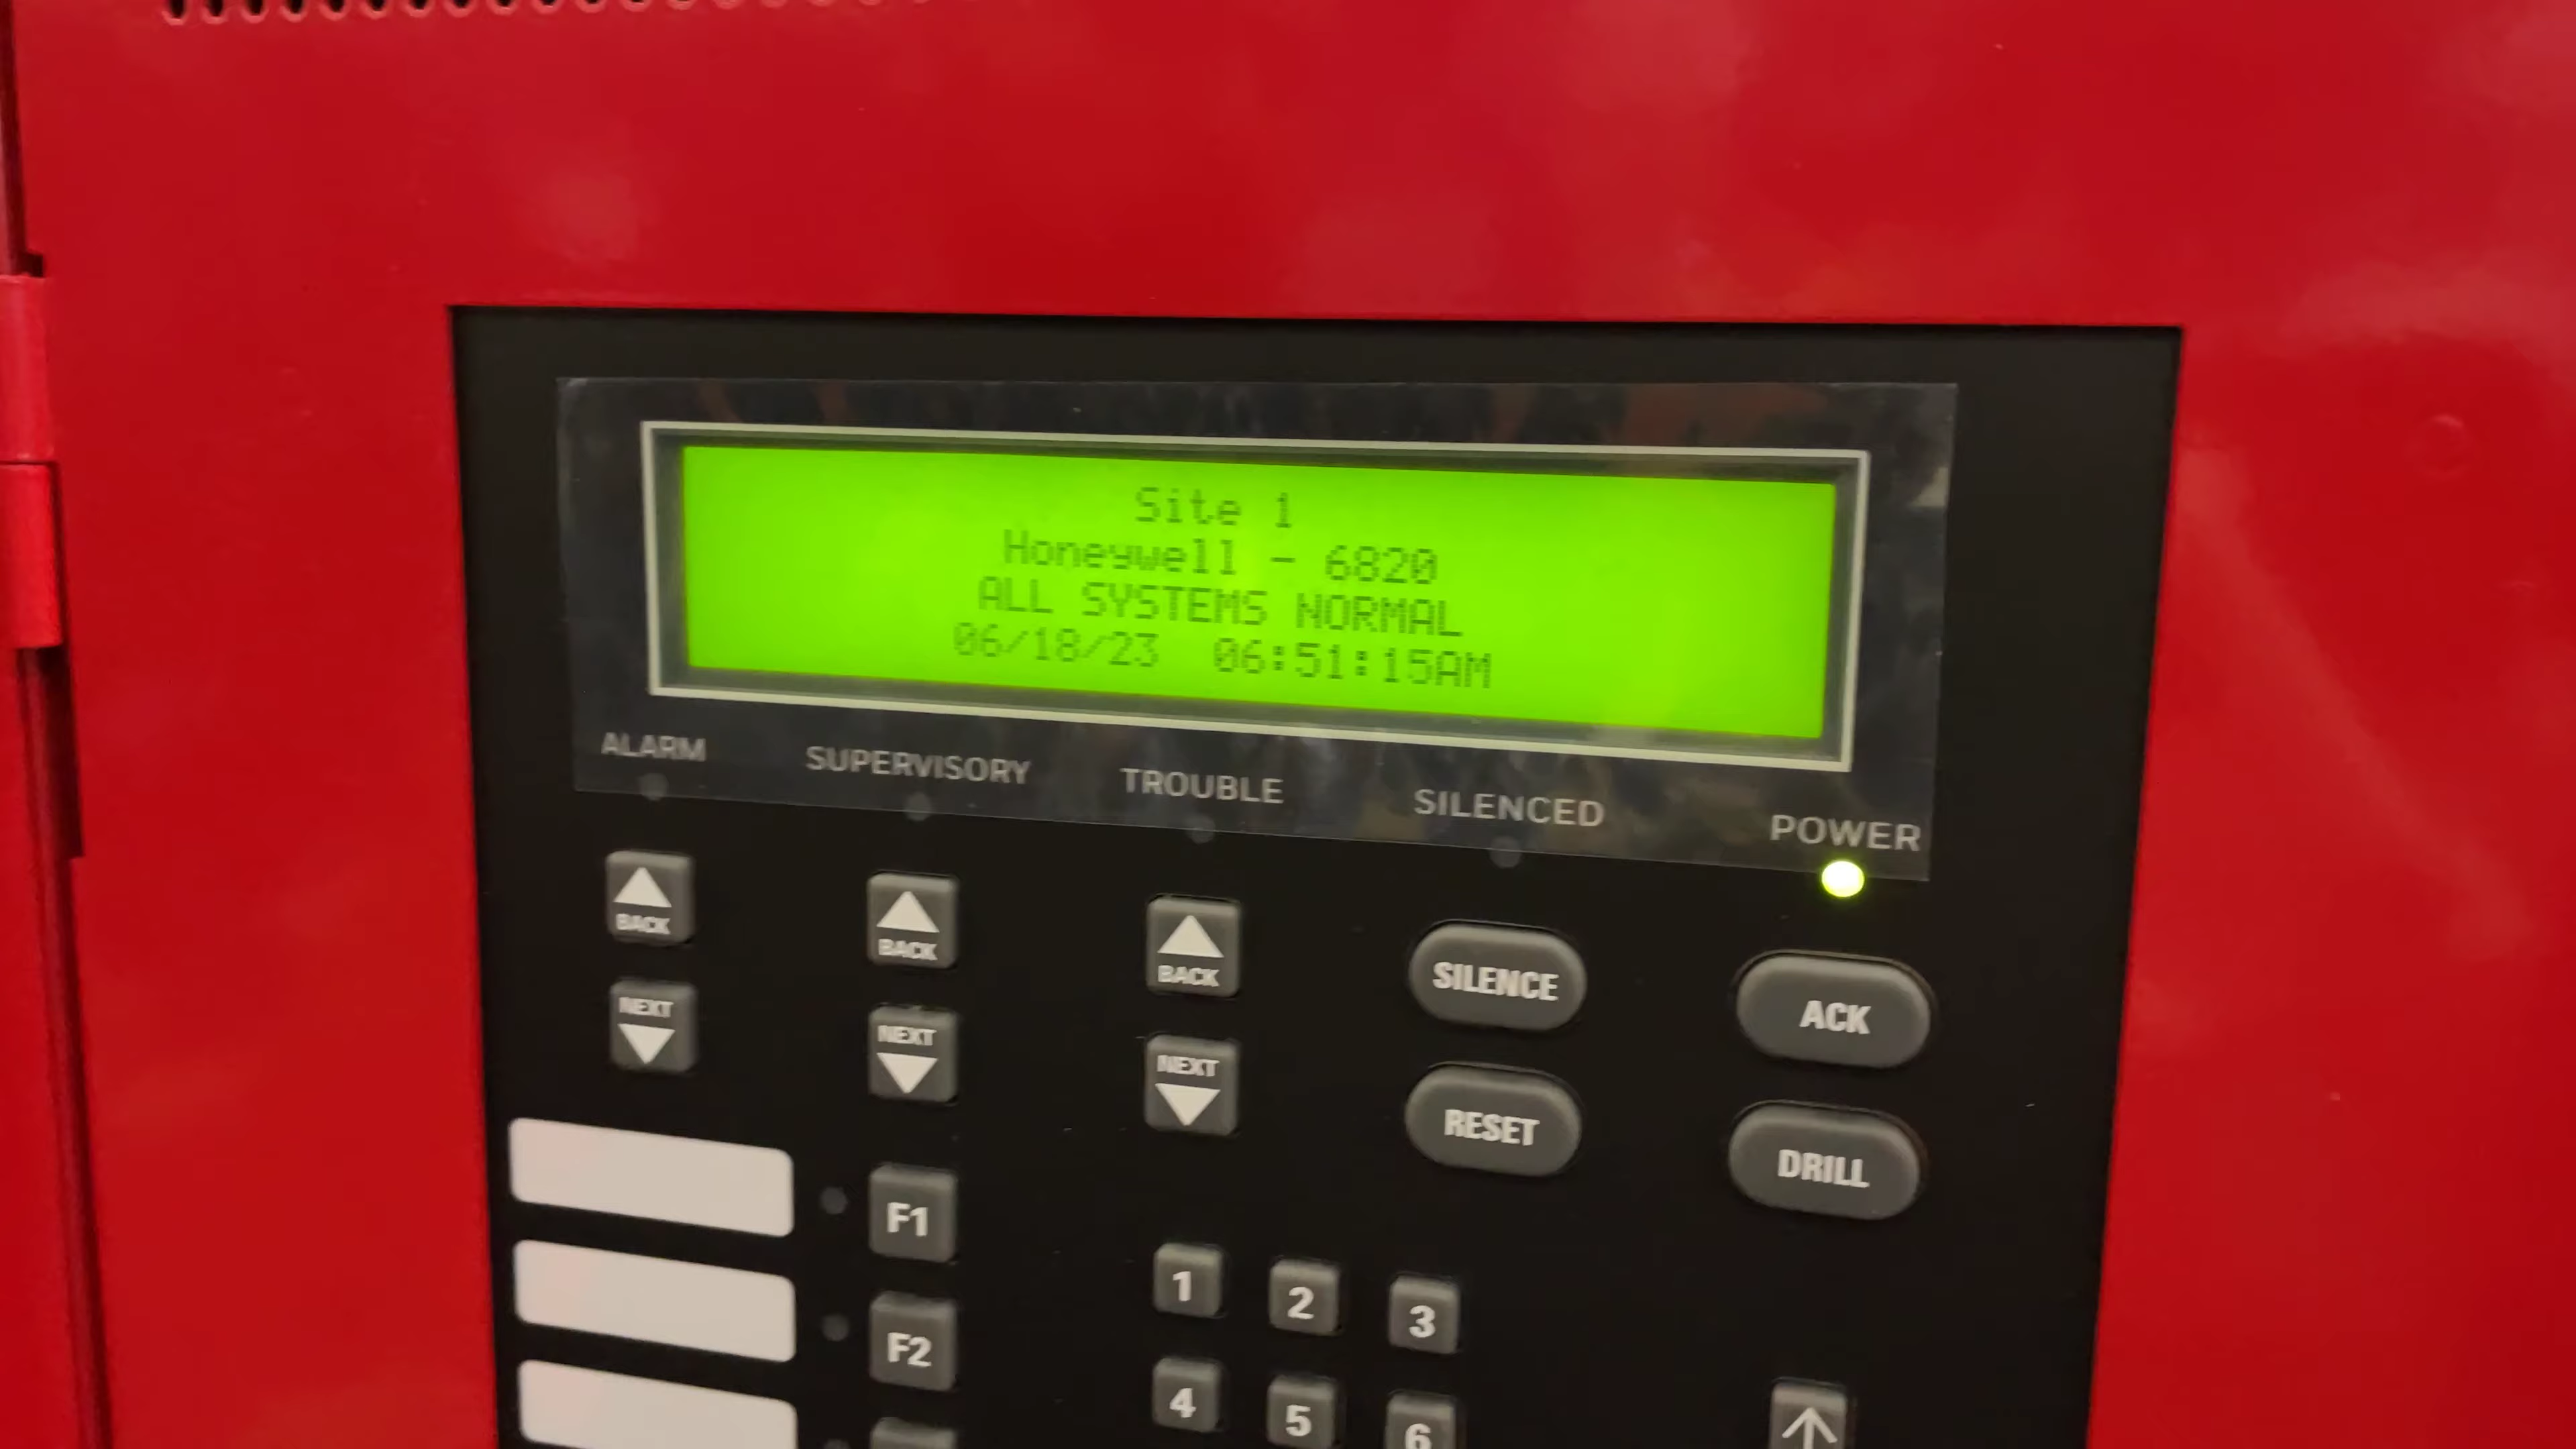 Site 1
Honeywell - 6820
ALL SYSTEMS NORMAL
06/18/23 06:51:15AM
ALARM SUPERVISORY TROUBLE SILENCED POWER
BACK BACK BACK SILENCE ACK
NEXT NEXT NEXT RESET DRILL
F1
1 2 3
F2
4 5 6